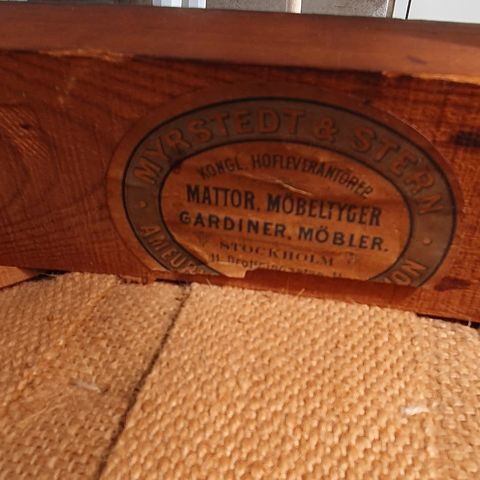 MYRSTEDT & STERN
KONGL. HOFLEVERANTÖRER.
MATTOR, MÖBELTYGER
GARDINER, MÖBLER.
STOCKHOLM